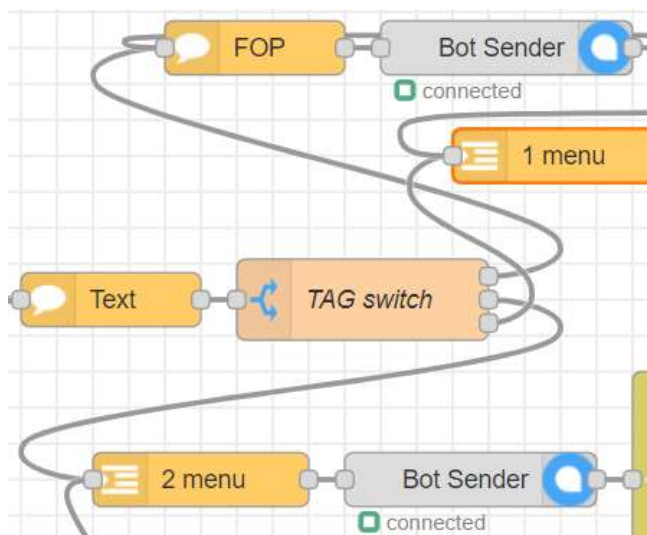 FOP
Bot Sender
connected
1 menu
Text
TAG switch
2 menu
Bot Sender
connected